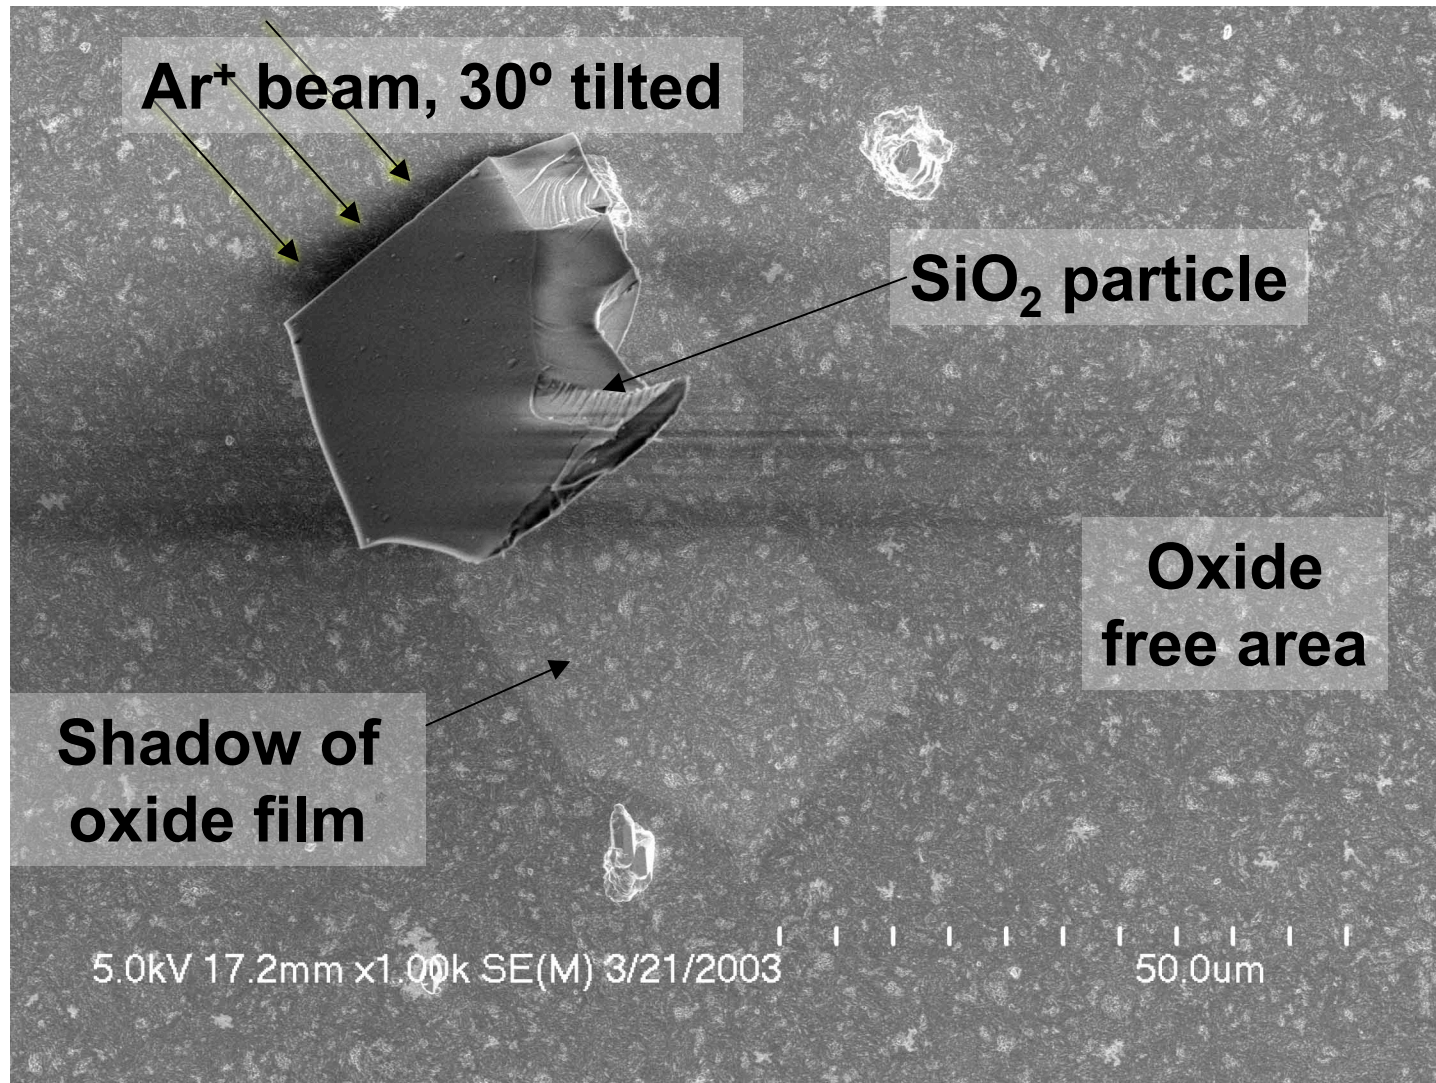 Ar⁺ beam, 30º tilted
SiO₂ particle
Oxide
free area
Shadow of
oxide film
5.0kV 17.2mm x1.00k SE(M) 3/21/2003
50.0um